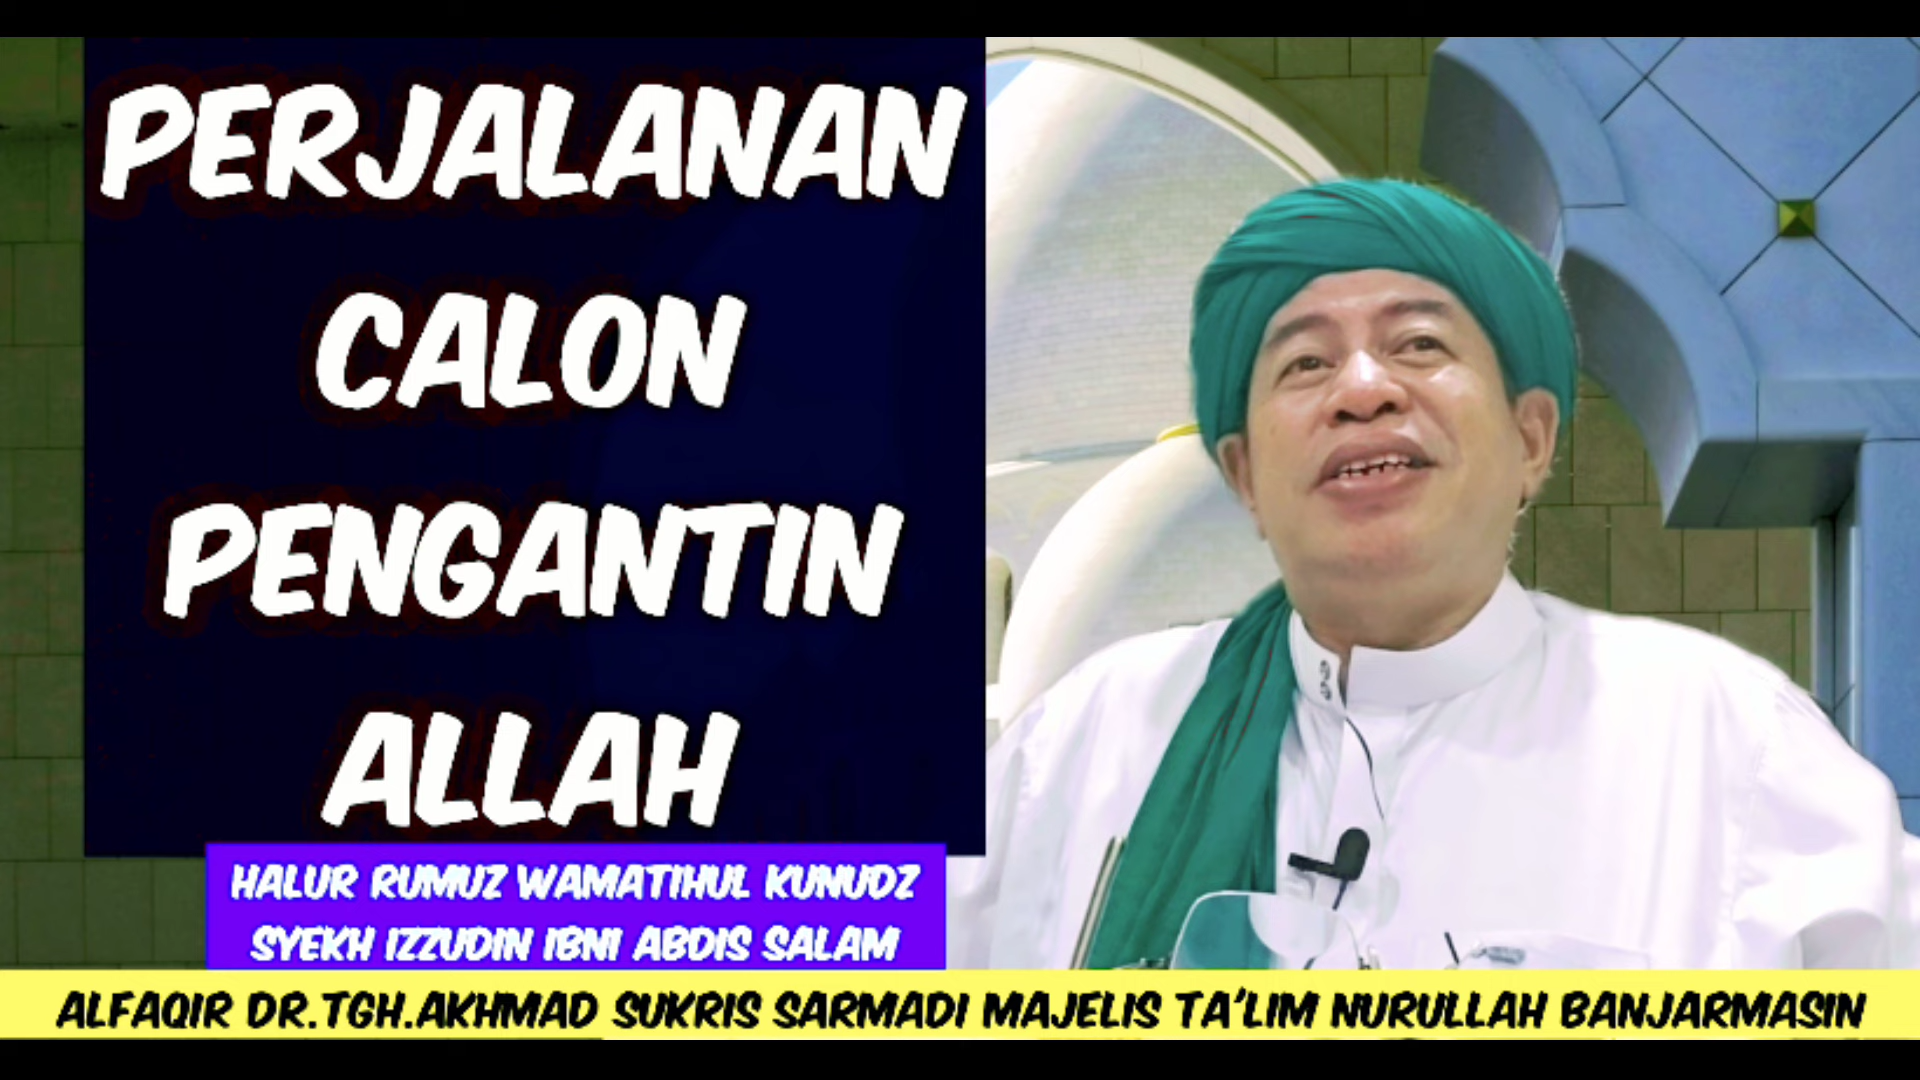 PERJALANAN
CALON
PENGANTIN
ALLAH
HALUR RUMUZ WAMATIHUL KUNUDZ
SYEKH IZZUDIN IBNI ABDIS SALAM
ALFAQIR DR.TGH.AKHMAD SUKRIS SARMADI MAJELIS TA'LIM NURULLAH BANJARMASIN